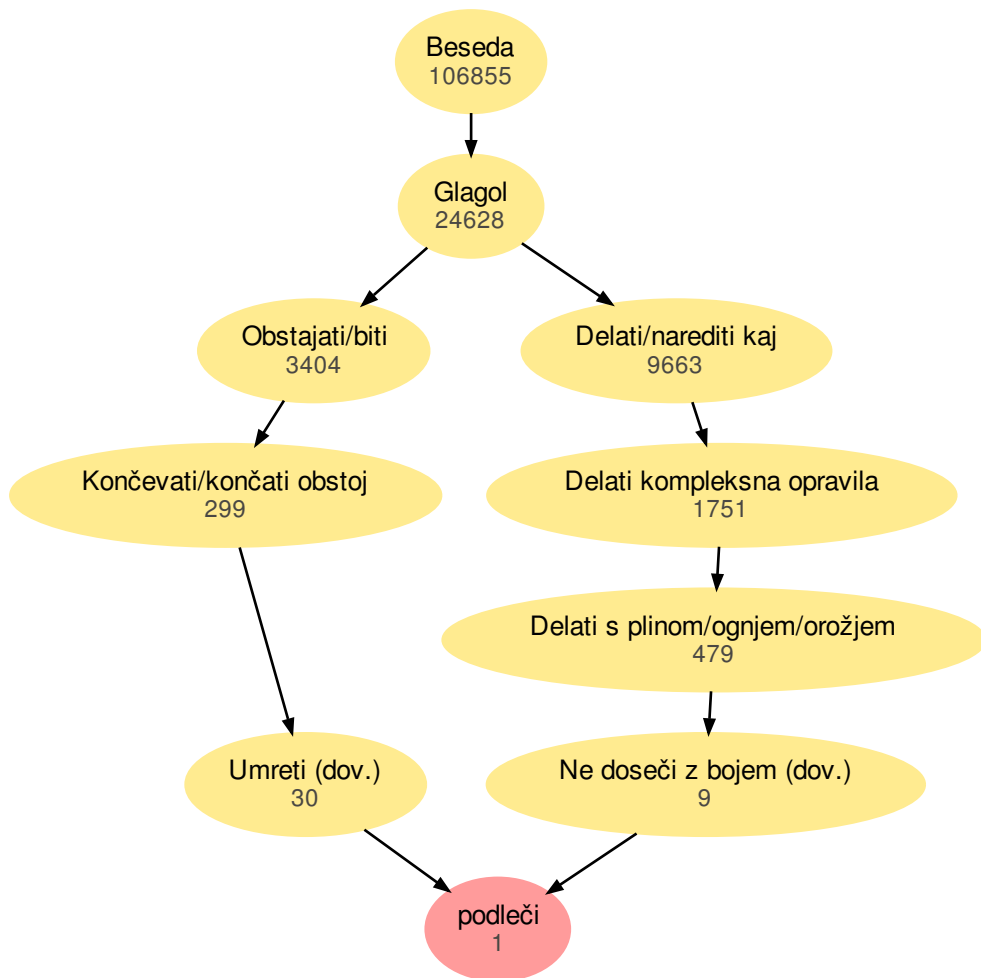 Beseda
106855
Glagol
24628
Obstajati/biti
3404
Delati/narediti kaj
9663
Končevati/končati obstoj
299
Delati kompleksna opravila
1751
Delati s plinom/ognjem/orožjem
479
Umreti (dov.)
30
Ne doseči z bojem (dov.)
9
podleči
1